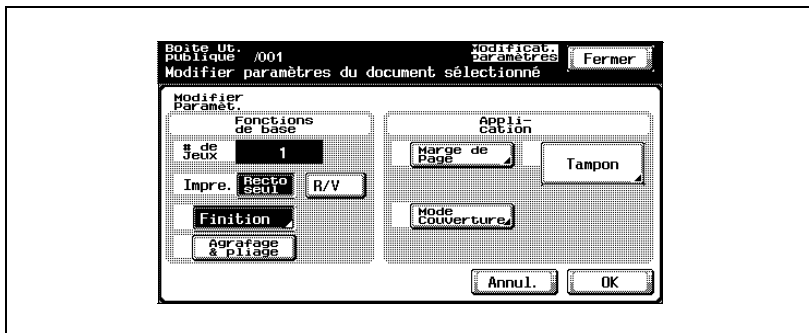 Boîte Ut.
publique /001
Modificat.
paramètres
Fermer
Modifier paramètres du document sélectionné
Modifier
Paramèt.
Fonctions
de base
Appli-
cation
# de
Jeux
1
Marge de
Page
Tampon
Impre.
Recto
seul
R/V
Finition
Mode
Couverture
Agrafage
& pliage
Annul.
OK